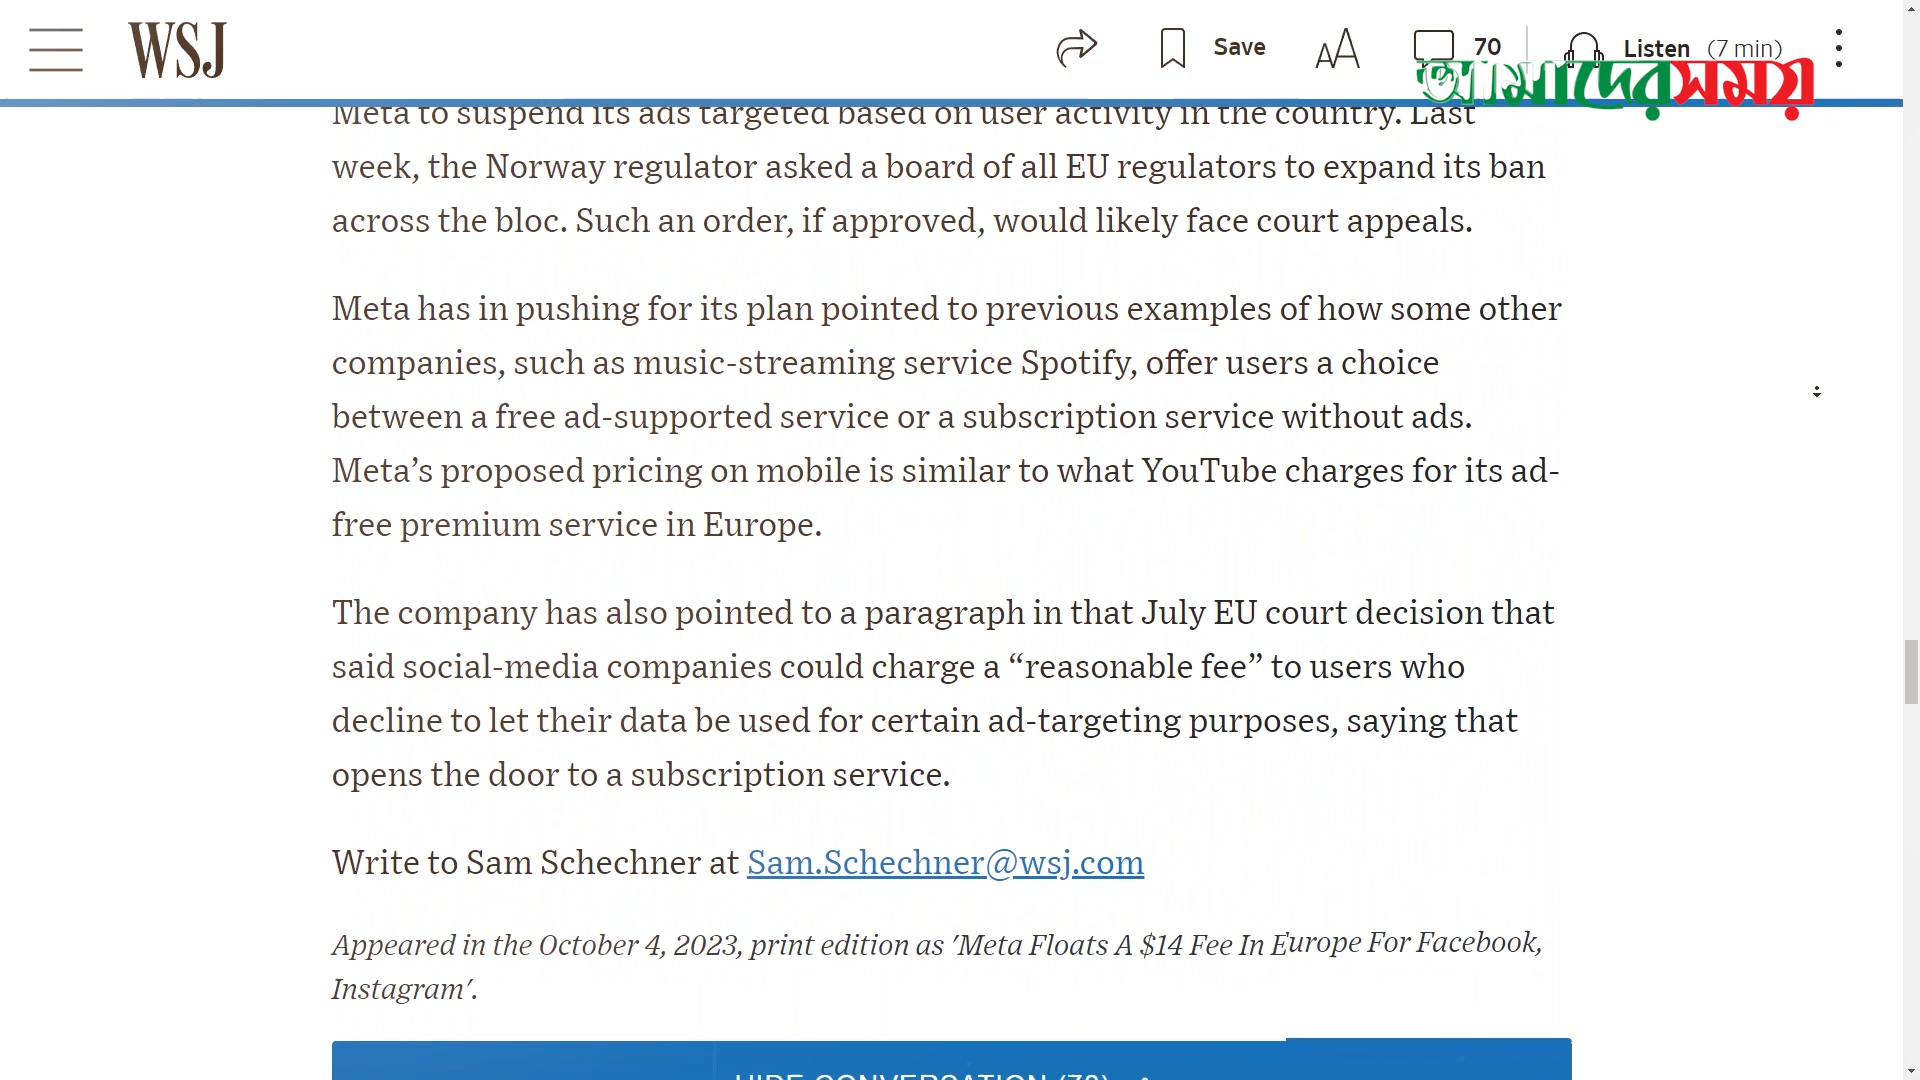 WSJ
Save
AA
70
Listen (7 min)
আমাদের সময়
Meta to suspend its ads targeted based on user activity in the country. Last
week, the Norway regulator asked a board of all EU regulators to expand its ban
across the bloc. Such an order, if approved, would likely face court appeals.
Meta has in pushing for its plan pointed to previous examples of how some other
companies, such as music-streaming service Spotify, offer users a choice
between a free ad-supported service or a subscription service without ads.
Meta’s proposed pricing on mobile is similar to what YouTube charges for its ad-
free premium service in Europe.
The company has also pointed to a paragraph in that July EU court decision that
said social-media companies could charge a “reasonable fee” to users who
decline to let their data be used for certain ad-targeting purposes, saying that
opens the door to a subscription service.
Write to Sam Schechner at Sam.Schechner@wsj.com
Appeared in the October 4, 2023, print edition as 'Meta Floats A $14 Fee In Europe For Facebook,
Instagram'.
HIDE CONVERSATION (70)